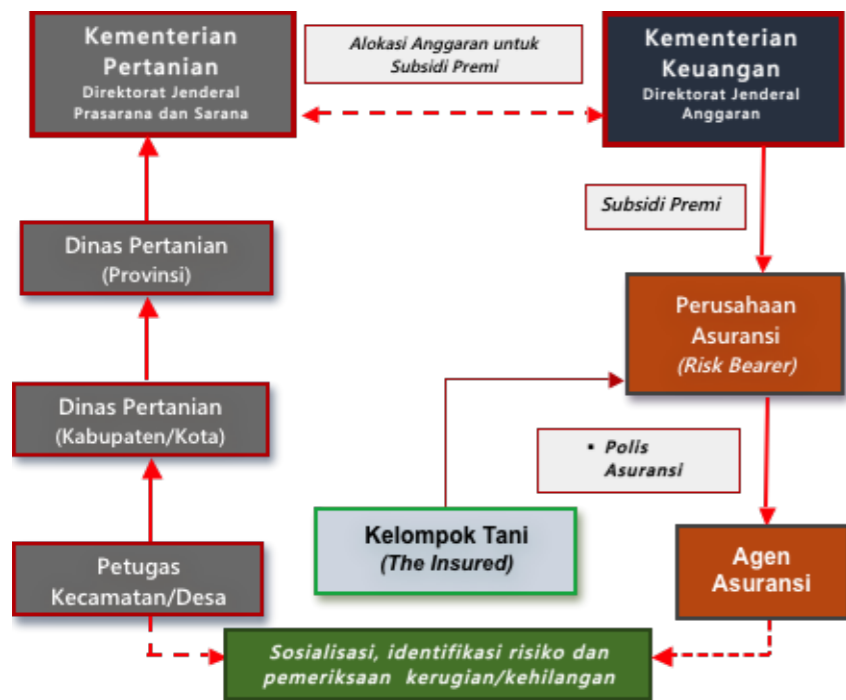 Kementerian
Pertanian
Direktorat Jenderal
Prasarana dan Sarana
Alokasi Anggaran untuk
Subsidi Premi
Kementerian
Keuangan
Direktorat Jenderal
Anggaran
Subsidi Premi
Dinas Pertanian
(Provinsi)
Perusahaan
Asuransi
(Risk Bearer)
Dinas Pertanian
(Kabupaten/Kota)
• Polis
Asuransi
Kelompok Tani
(The Insured)
Agen
Asuransi
Petugas
Kecamatan/Desa
Sosialisasi, identifikasi risiko dan
pemeriksaan kerugian/kehilangan